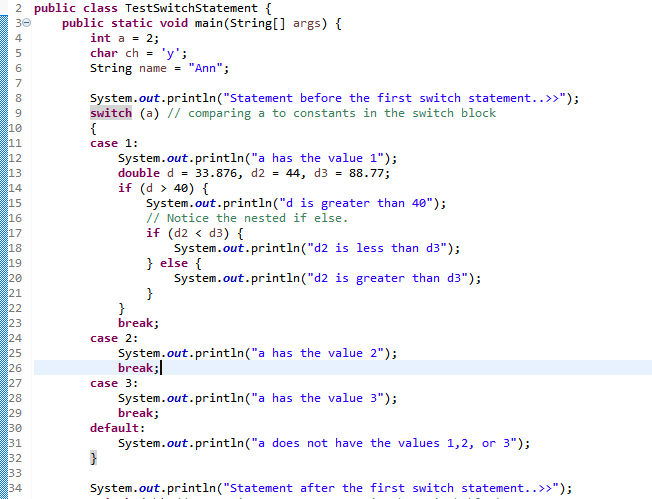 2 public class TestSwitchStatement {
3 public static void main(String[] args) {
4 int a = 2;
5 char ch = 'y';
6 String name = "Ann";
7
8 System.out.println("Statement before the first switch statement..>>");
9 switch (a) // comparing a to constants in the switch block
10 {
11 case 1:
12 System.out.println("a has the value 1");
13 double d = 33.876, d2 = 44, d3 = 88.77;
14 if (d > 40) {
15 System.out.println("d is greater than 40");
16 // Notice the nested if else.
17 if (d2 < d3) {
18 System.out.println("d2 is less than d3");
19 } else {
20 System.out.println("d2 is greater than d3");
21 }
22 }
23 break;
24 case 2:
25 System.out.println("a has the value 2");
26 break;
27 case 3:
28 System.out.println("a has the value 3");
29 break;
30 default:
31 System.out.println("a does not have the values 1,2, or 3");
32 }
33
34 System.out.println("Statement after the first switch statement..>>");